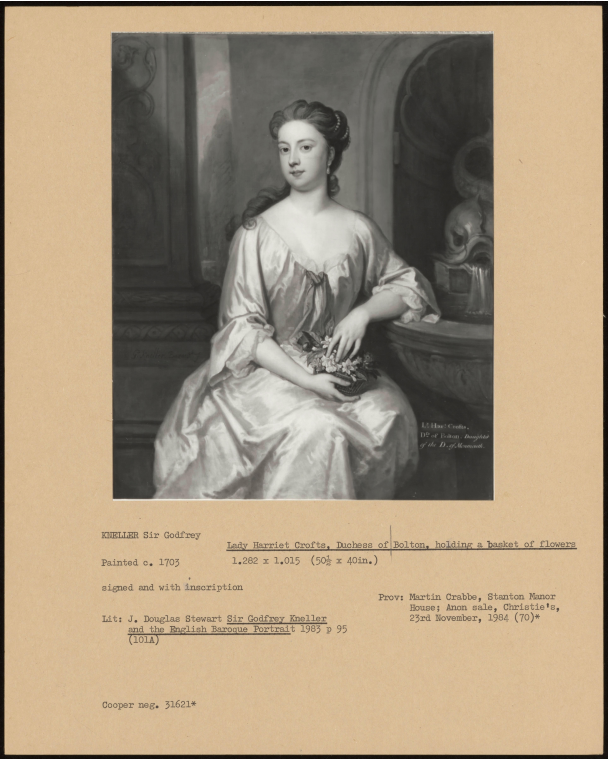 Ly. Harrt. Crofts,
Dss. of Bolton. Daughter
of the D. of Monmouth.
KNELLER Sir Godfrey
Lady Harriet Crofts, Duchess of Bolton, holding a basket of flowers
Painted c. 1703
1.282 x 1.015 (50½ x 40in.)
signed and with inscription
Prov: Martin Crabbe, Stanton Manor
House; Anon sale, Christie's,
23rd November, 1984 (70)*
Lit: J. Douglas Stewart Sir Godfrey Kneller
and the English Baroque Portrait 1983 p 95
(101A)
Cooper neg. 31621*